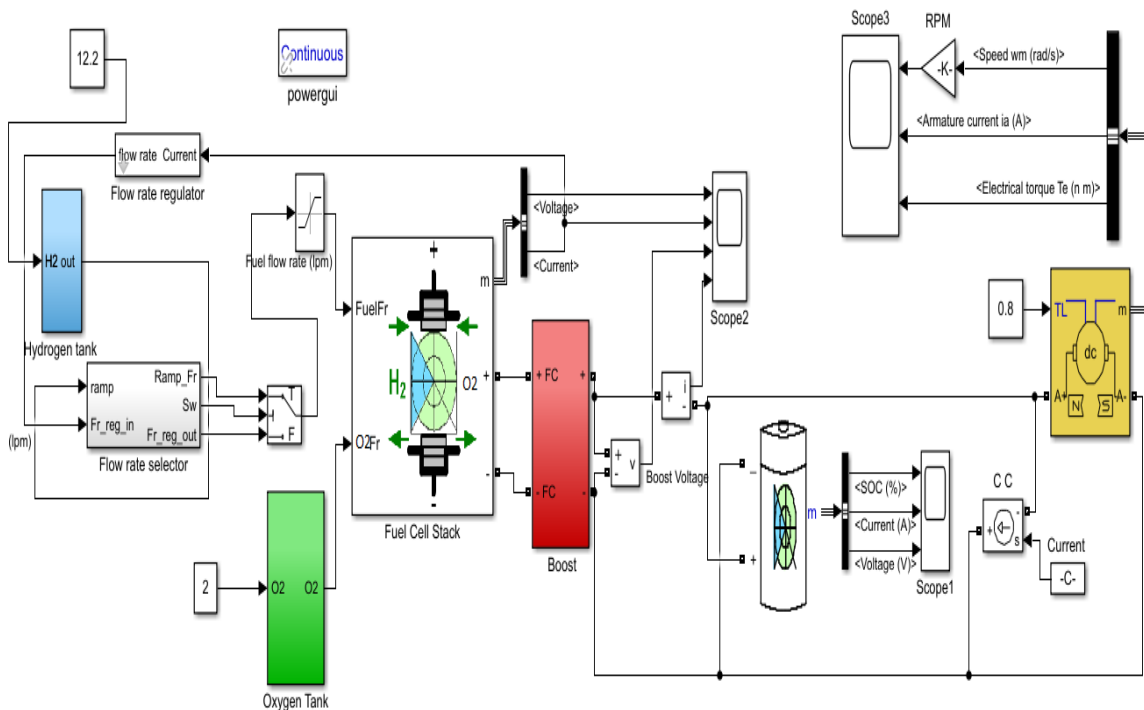 12.2
Continuous
powergui
Scope3
RPM
-K-
<Speed wm (rad/s)>
<Armature current ia (A)>
<Electrical torque Te (n m)>
flow rate Current
Flow rate regulator
H2 out
Hydrogen tank
Fuel flow rate (lpm)
<Voltage>
<Current>
Scope2
m
FuelFr
H2
O2
O2Fr
+
-
+
-
Fuel Cell Stack
ramp
Ramp_Fr
Sw
Fr_reg_in
Fr_reg_out
(lpm)
Flow rate selector
T
F
+ FC
+
- FC
-
Boost
+
i
-
+
-
v
Boost Voltage
2
O2
O2
Oxygen Tank
_
+
m
<SOC (%)>
<Current (A)>
<Voltage (V)>
Scope1
0.8
TL
m
dc
A+
N
S
A-
C C
-
+
s
Current
-C-